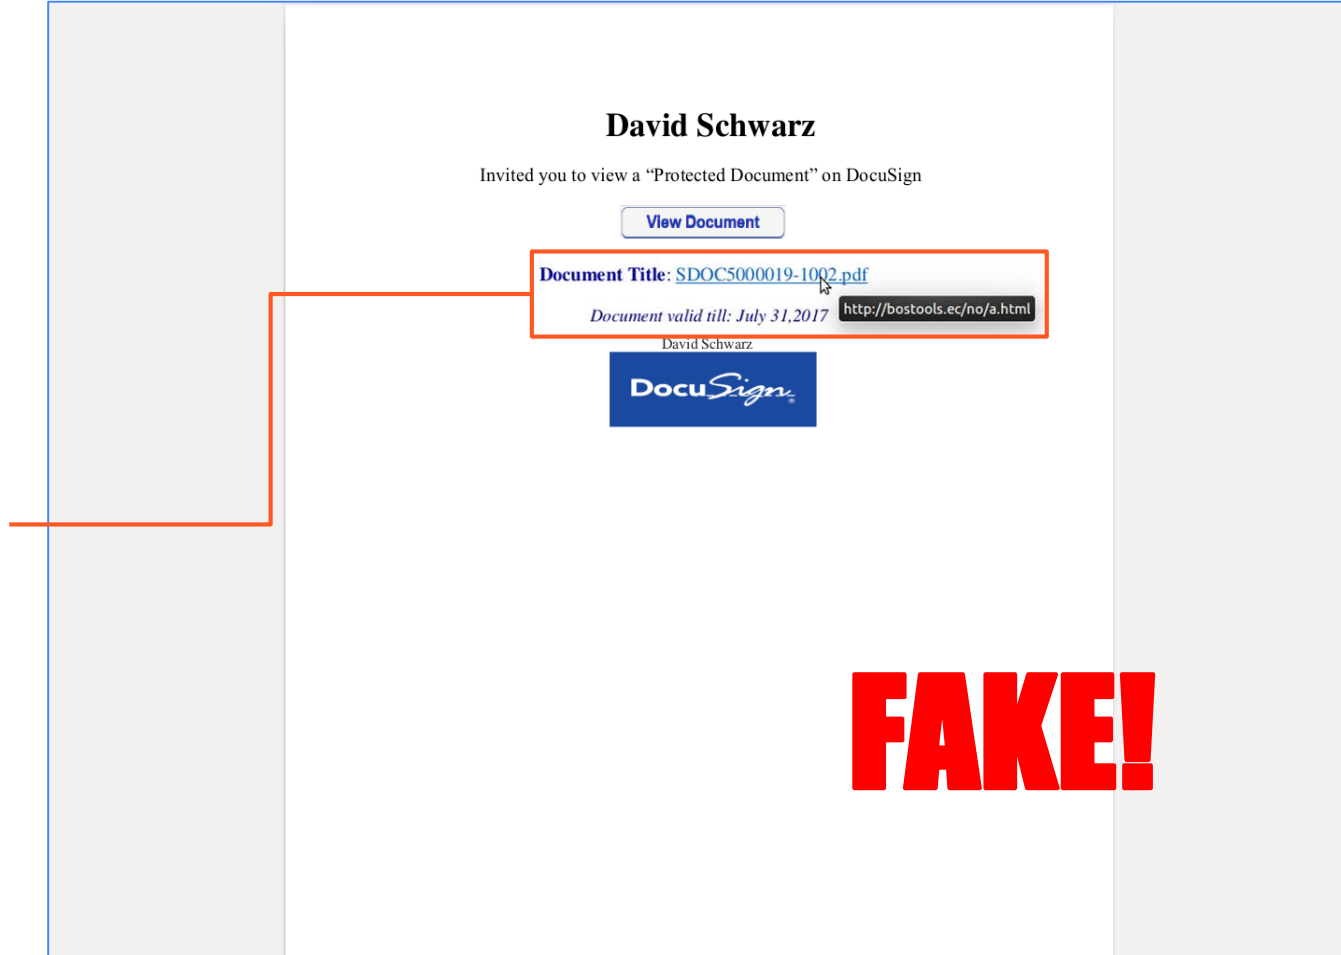 David Schwarz
Invited you to view a “Protected Document” on DocuSign
View Document
Document Title: SDOC5000019-1002.pdf
http://bostools.ec/no/a.html
Document valid till: July 31,2017
David Schwarz
DocuSign®
FAKE!